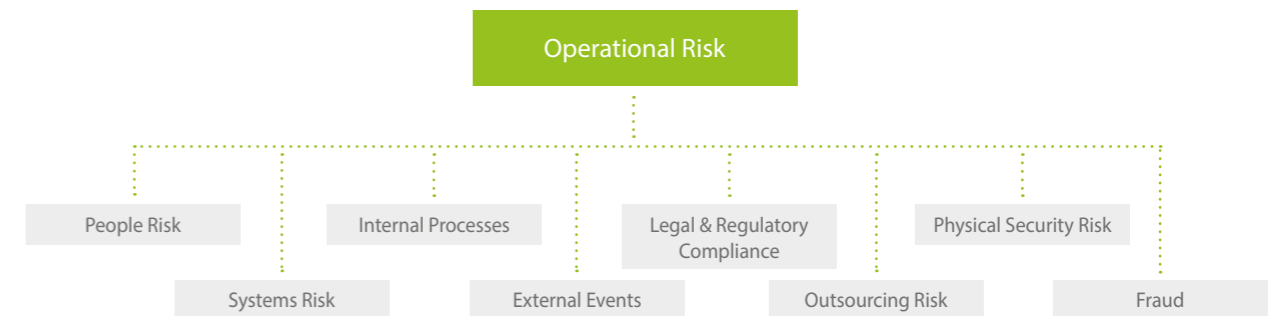 Operational Risk
People Risk
Internal Processes
Legal & Regulatory
Compliance
Physical Security Risk
Systems Risk
External Events
Outsourcing Risk
Fraud